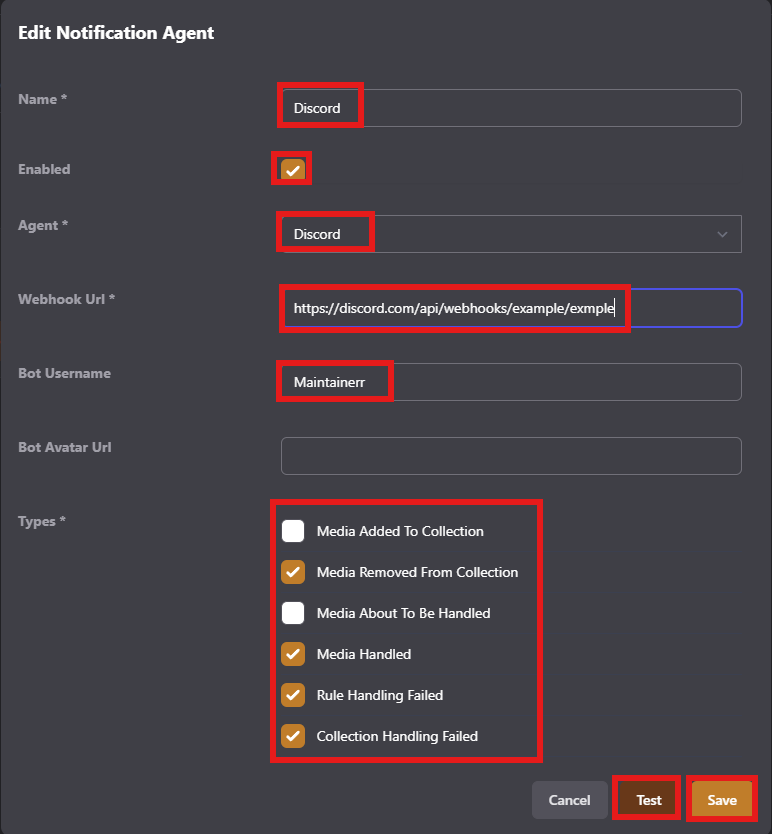 Edit Notification Agent
Name * Discord
Enabled
Agent * Discord
Webhook Url * https://discord.com/api/webhooks/example/exmple
Bot Username Maintainerr
Bot Avatar Url
Types * Media Added To Collection
Media Removed From Collection
Media About To Be Handled
Media Handled
Rule Handling Failed
Collection Handling Failed
Cancel Test Save